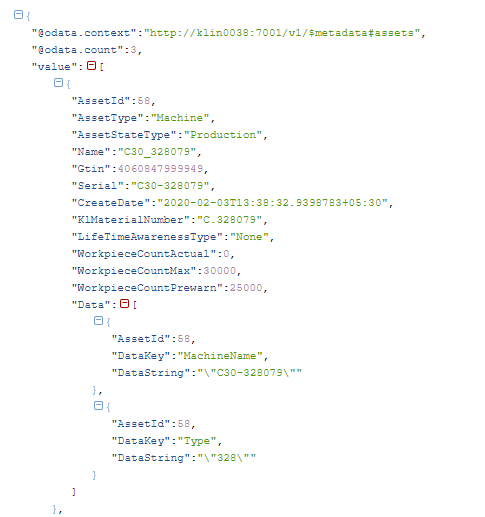 {
"@odata.context":"http://klin0038:7001/v1/$metadata#assets",
"@odata.count":3,
"value":[
{
"AssetId":58,
"AssetType":"Machine",
"AssetStateType":"Production",
"Name":"C30_328079",
"Gtin":4060847999949,
"Serial":"C30-328079",
"CreateDate":"2020-02-03T13:38:32.9398783+05:30",
"KlMaterialNumber":"C.328079",
"LifeTimeAwarenessType":"None",
"WorkpieceCountActual":0,
"WorkpieceCountMax":30000,
"WorkpieceCountPrewarn":25000,
"Data":[
{
"AssetId":58,
"DataKey":"MachineName",
"DataString":"\"C30-328079\""
},
{
"AssetId":58,
"DataKey":"Type",
"DataString":"\"328\""
}
]
},